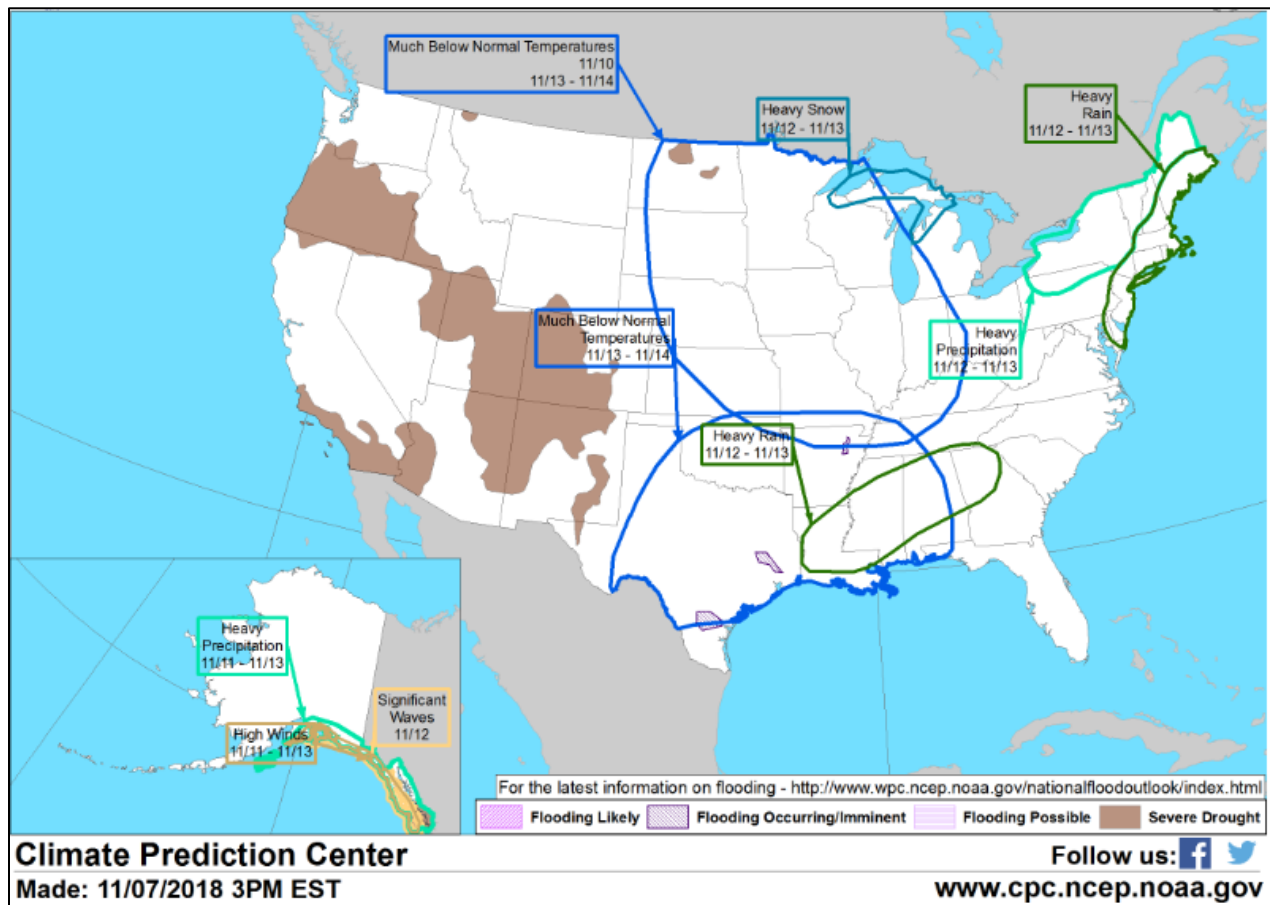 Much Below Normal Temperatures
11/10
11/13 - 11/14
Heavy Snow
11/12 - 11/13
Heavy
Rain
11/12 - 11/13
Much Below Normal
Temperatures
11/13 - 11/14
Heavy
Precipitation
11/12 - 11/13
Heavy Rain
11/12 - 11/13
Heavy
Precipitation
11/11 - 11/13
Significant
Waves
11/12
High Winds
11/11 - 11/13
For the latest information on flooding - http://www.wpc.ncep.noaa.gov/nationalfloodoutlook/index.html
Flooding Likely Flooding Occurring/Imminent Flooding Possible Severe Drought
Climate Prediction Center Follow us:
Made: 11/07/2018 3PM EST www.cpc.ncep.noaa.gov